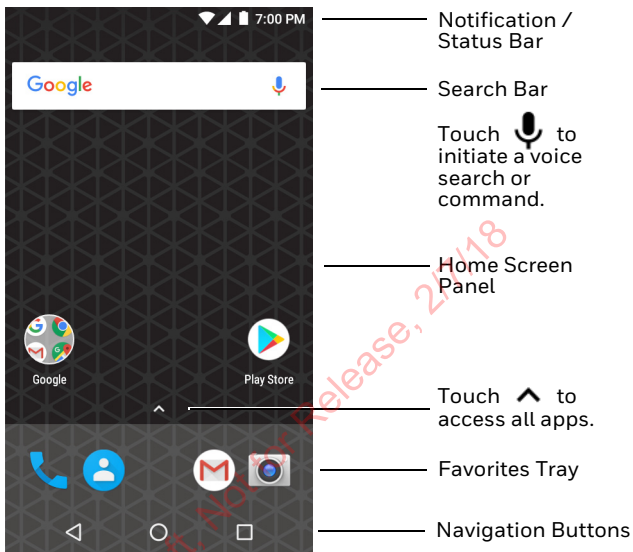 7:00 PM
Notification /
Status Bar
Google
Search Bar
Touch to
initiate a voice
search or
command.
Home Screen
Panel
Google
Play Store
Touch to
access all apps.
Favorites Tray
Navigation Buttons
Not for Release, 2/7/18